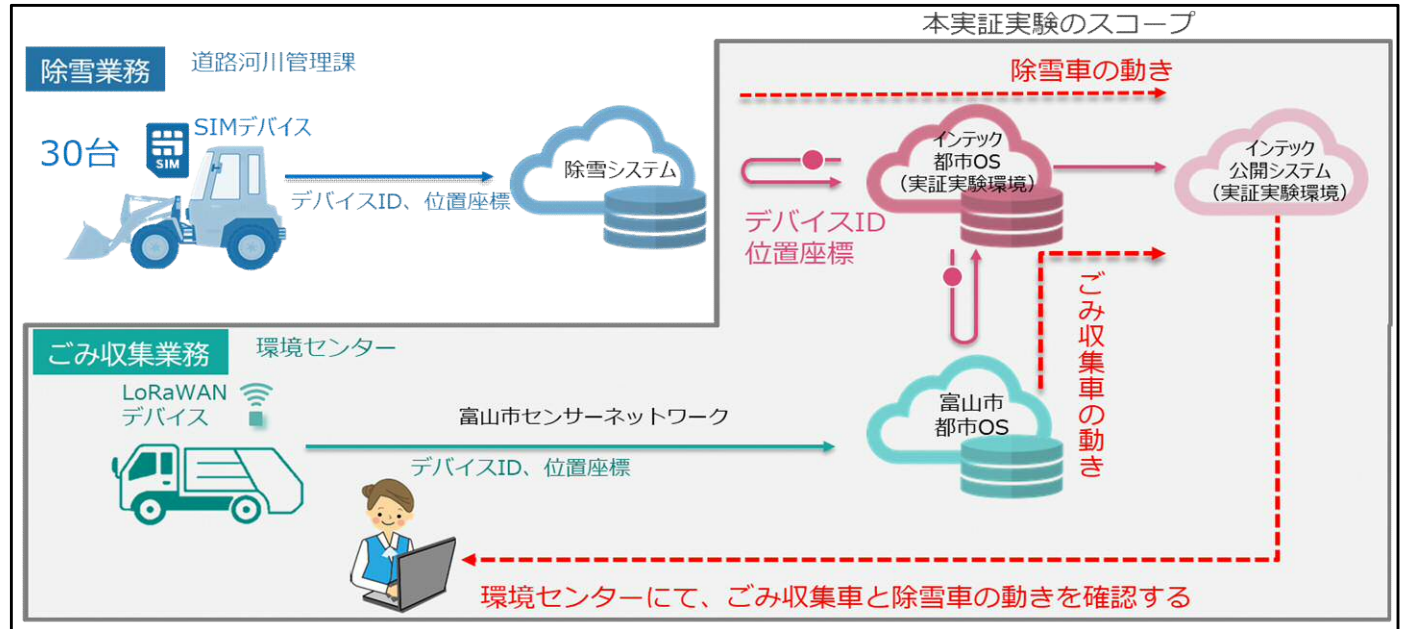 本実証実験のスコープ
除雪業務
道路河川管理課
除雪車の動き
30台
SIMデバイス
SIM
デバイスID、位置座標
除雪システム
デバイスID
位置座標
インテック
都市OS
(実証実験環境)
インテック
公開システム
(実証実験環境)
ごみ収集業務
環境センター
LoRaWAN
デバイス
富山市センサーネットワーク
デバイスID、位置座標
富山市
都市OS
ごみ収集車の動き
環境センターにて、ごみ収集車と除雪車の動きを確認する